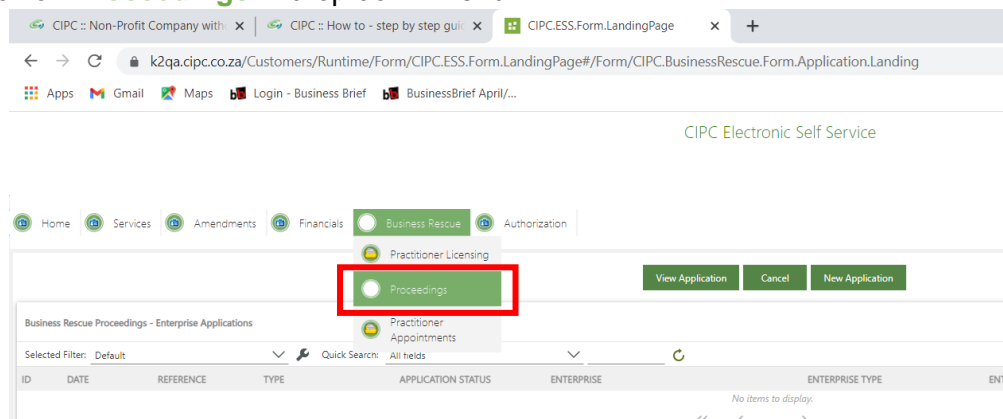 CIPC :: Non-Profit Company with
CIPC :: How to - step by step gui
CIPC.ESS.Form.LandingPage
k2qa.cipc.co.za/Customers/Runtime/Form/CIPC.ESS.Form.LandingPage#/Form/CIPC.BusinessRescue.Form.Application.Landing
Apps Gmail Maps Login - Business Brief BusinessBrief April/...
CIPC Electronic Self Service
Home Services Amendments Financials Business Rescue Authorization
Practitioner Licensing
Proceedings
Practitioner
Appointments
View Application Cancel New Application
Business Rescue Proceedings - Enterprise Applications
Selected Filter: Default Quick Search: All fields
ID DATE REFERENCE TYPE APPLICATION STATUS ENTERPRISE ENTERPRISE TYPE ENT
No items to display.